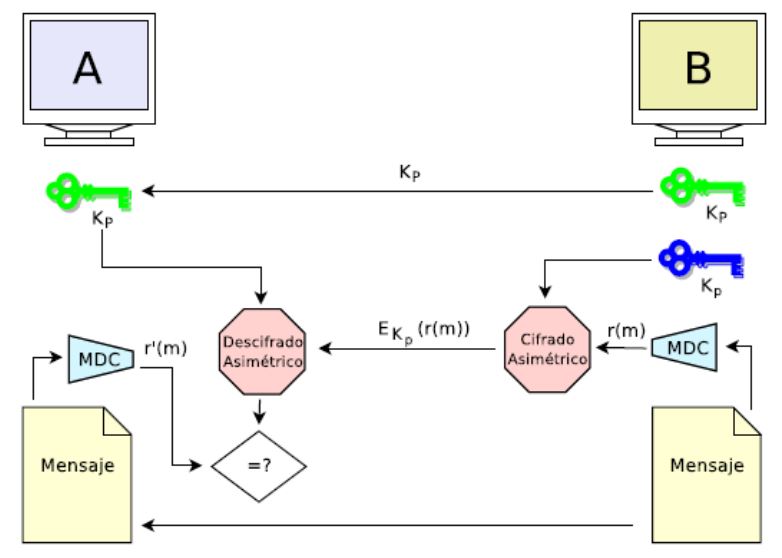 A
B
K_P
K_P
K_P
K_p
Descifrado
Asimétrico
E_{K_p}(r(m))
Cifrado
Asimétrico
r(m)
MDC
r'(m)
MDC
Mensaje
=?
Mensaje